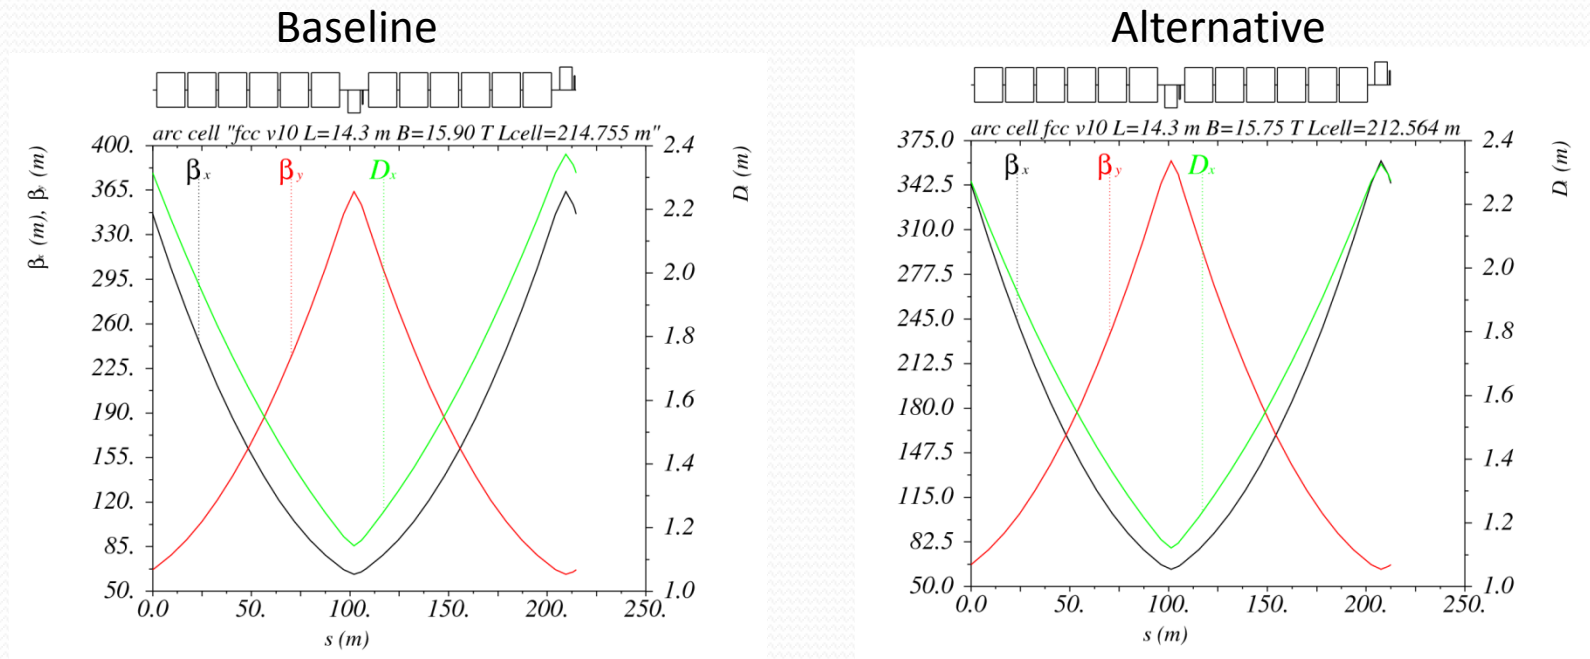 Baseline
arc cell "fcc v10 L=14.3 m B=15.90 T Lcell=214.755 m"
βx (m), βy (m)
400.
365.
330.
295.
260.
225.
190.
155.
120.
85.
50.
βx
βy
Dx
2.4
2.2
2.0
1.8
1.6
1.4
1.2
1.0
D (m)
0.0 50. 100. 150. 200. 250.
s (m)
Alternative
arc cell fcc v10 L=14.3 m B=15.75 T Lcell=212.564 m
375.0
342.5
310.0
277.5
245.0
212.5
180.0
147.5
115.0
82.5
50.0
βx
βy
Dx
2.4
2.2
2.0
1.8
1.6
1.4
1.2
1.0
D (m)
0.0 50. 100. 150. 200. 250.
s (m)